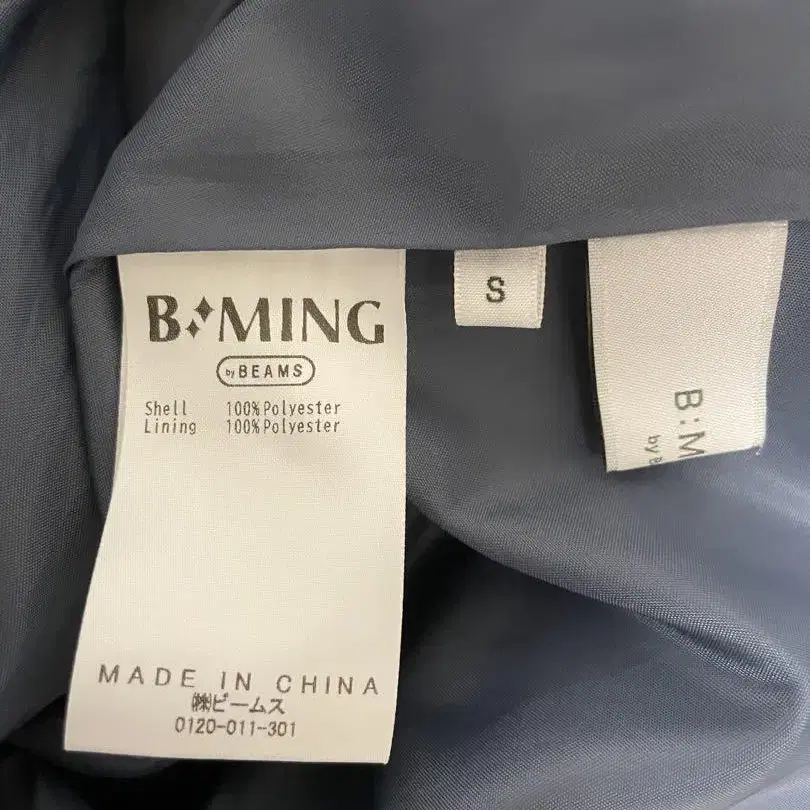 B:MING
by BEAMS
Shell 100%Polyester
Lining 100%Polyester
MADE IN CHINA
㈱ビームス
0120-011-301
S
B:M
by